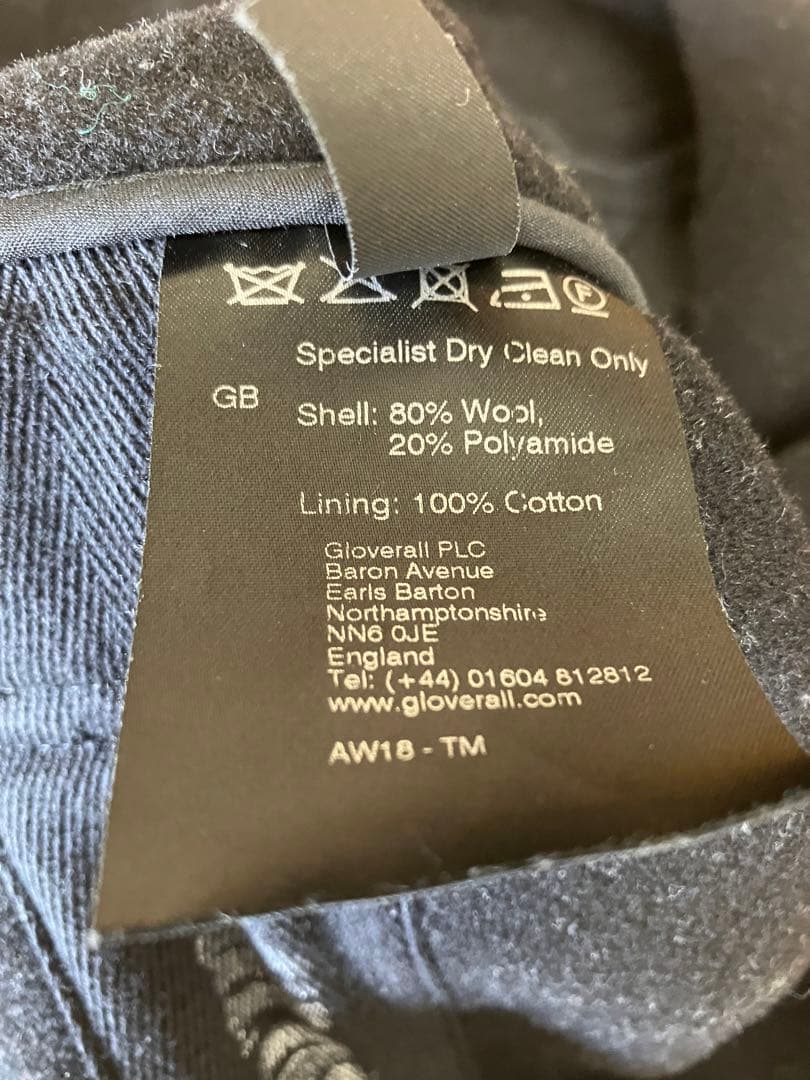 Specialist Dry Clean Only
GB
Shell: 80% Wool,
20% Polyamide
Lining: 100% Cotton
Gloverall PLC
Baron Avenue
Earls Barton
Northamptonshire
NN6 0JE
England
Tel: (+44) 01604 812812
www.gloverall.com
AW18 - TM